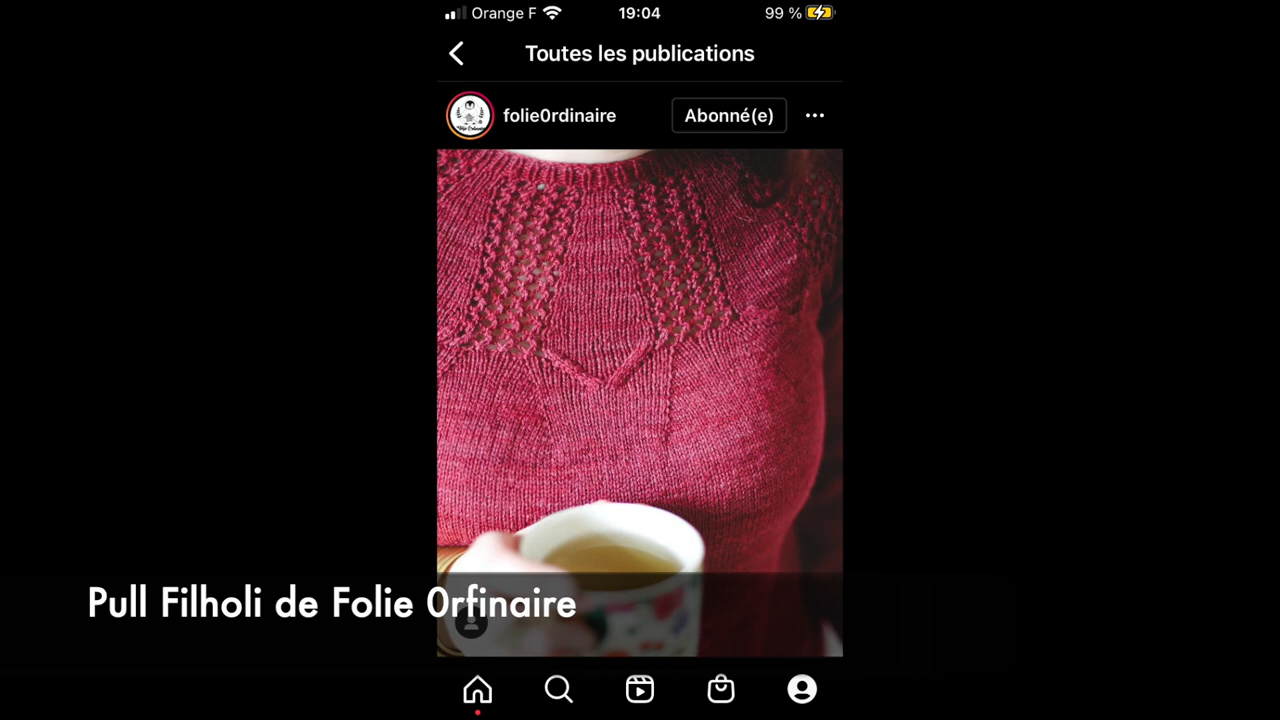 Orange F
19:04
99 %
Toutes les publications
folie0rdinaire
Abonné(e)
Pull Filholi de Folie 0rfinaire